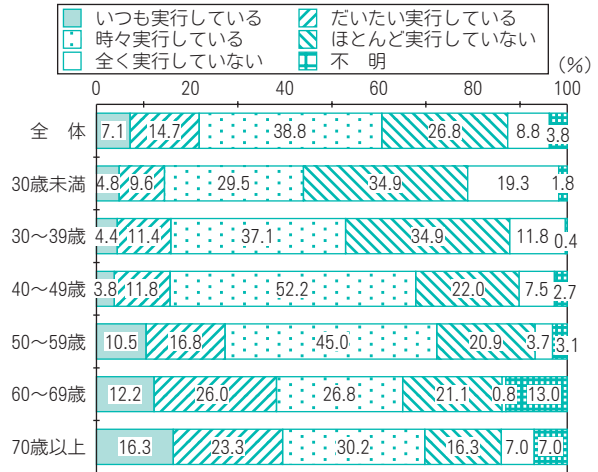 いつも実行している だいたい実行している
時々実行している ほとんど実行していない
全く実行していない 不　明
(%)
0 20 40 60 80 100
全　体 7.1 14.7 38.8 26.8 8.8 3.8
30歳未満 4.8 9.6 29.5 34.9 19.3 1.8
30～39歳 4.4 11.4 37.1 34.9 11.8 0.4
40～49歳 3.8 11.8 52.2 22.0 7.5 2.7
50～59歳 10.5 16.8 45.0 20.9 3.7 3.1
60～69歳 12.2 26.0 26.8 21.1 0.8 13.0
70歳以上 16.3 23.3 30.2 16.3 7.0 7.0